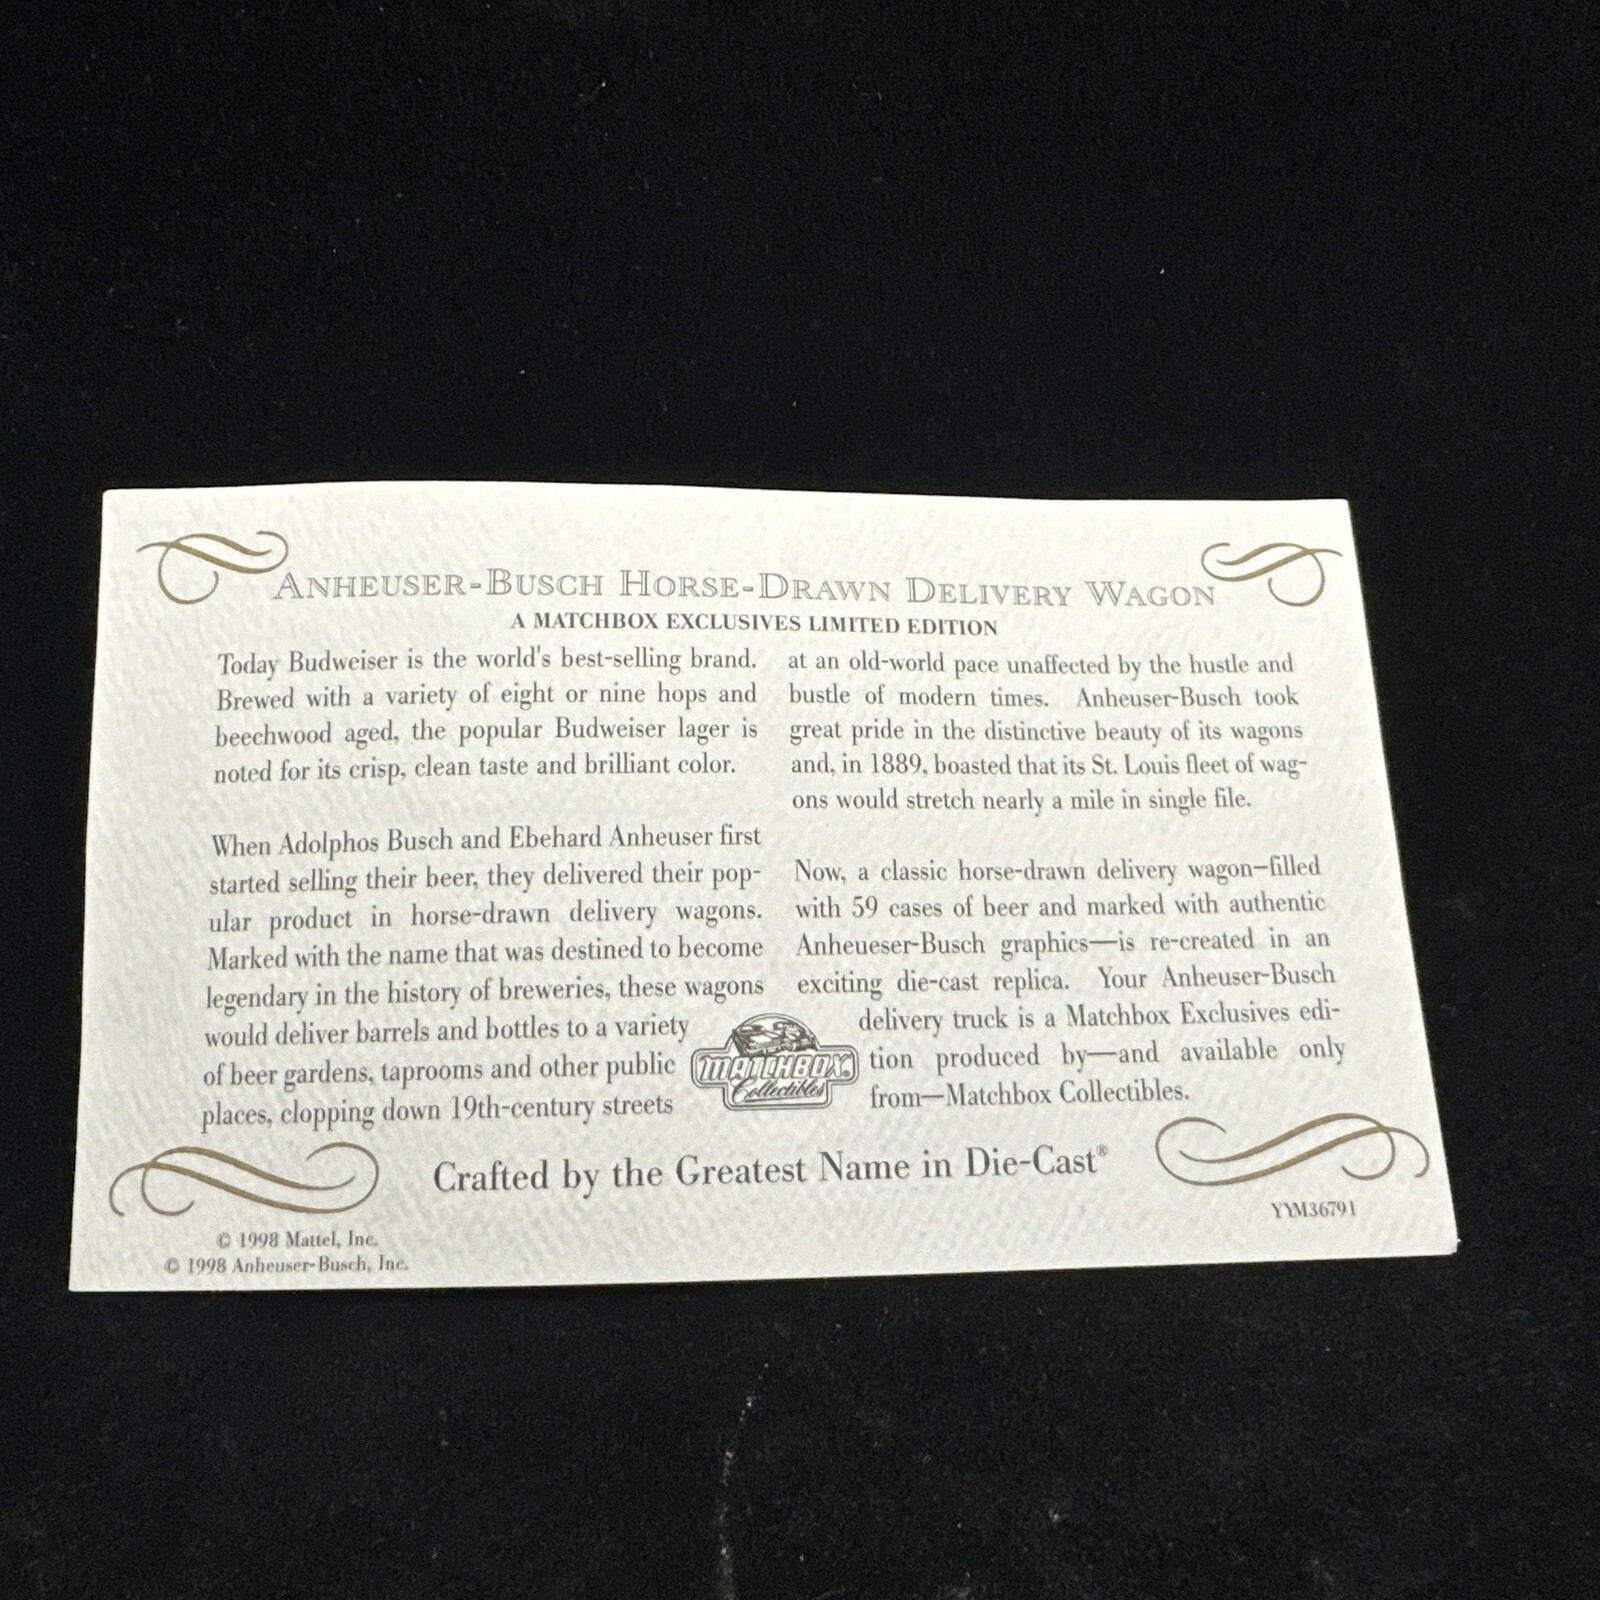 ANHEUSER-BUSCH HORSE-DRAWN DELIVERY WAGON
A MATCHBOX EXCLUSIVES LIMITED EDITION
Today Budweiser is the world's best-selling brand.
Brewed with a variety of eight or nine hops and
beechwood aged, the popular Budweiser lager is
noted for its crisp, clean taste and brilliant color.
When Adolphos Busch and Ebehard Anheuser first
started selling their beer, they delivered their pop-
ular product in horse-drawn delivery wagons.
Marked with the name that was destined to become
legendary in the history of breweries, these wagons
would deliver barrels and bottles to a variety
of beer gardens, taprooms and other public
places, clopping down 19th-century streets
at an old-world pace unaffected by the hustle and
bustle of modern times. Anheuser-Busch took
great pride in the distinctive beauty of its wagons
and, in 1889, boasted that its St. Louis fleet of wag-
ons would stretch nearly a mile in single file.
Now, a classic horse-drawn delivery wagon—filled
with 59 cases of beer and marked with authentic
Anheueser-Busch graphics—is re-created in an
exciting die-cast replica. Your Anheuser-Busch
delivery truck is a Matchbox Exclusives edi-
tion produced by—and available only
from—Matchbox Collectibles.
MATCHBOX®
Collectibles
Crafted by the Greatest Name in Die-Cast®
YYM36791
© 1998 Mattel, Inc.
© 1998 Anheuser-Busch, Inc.